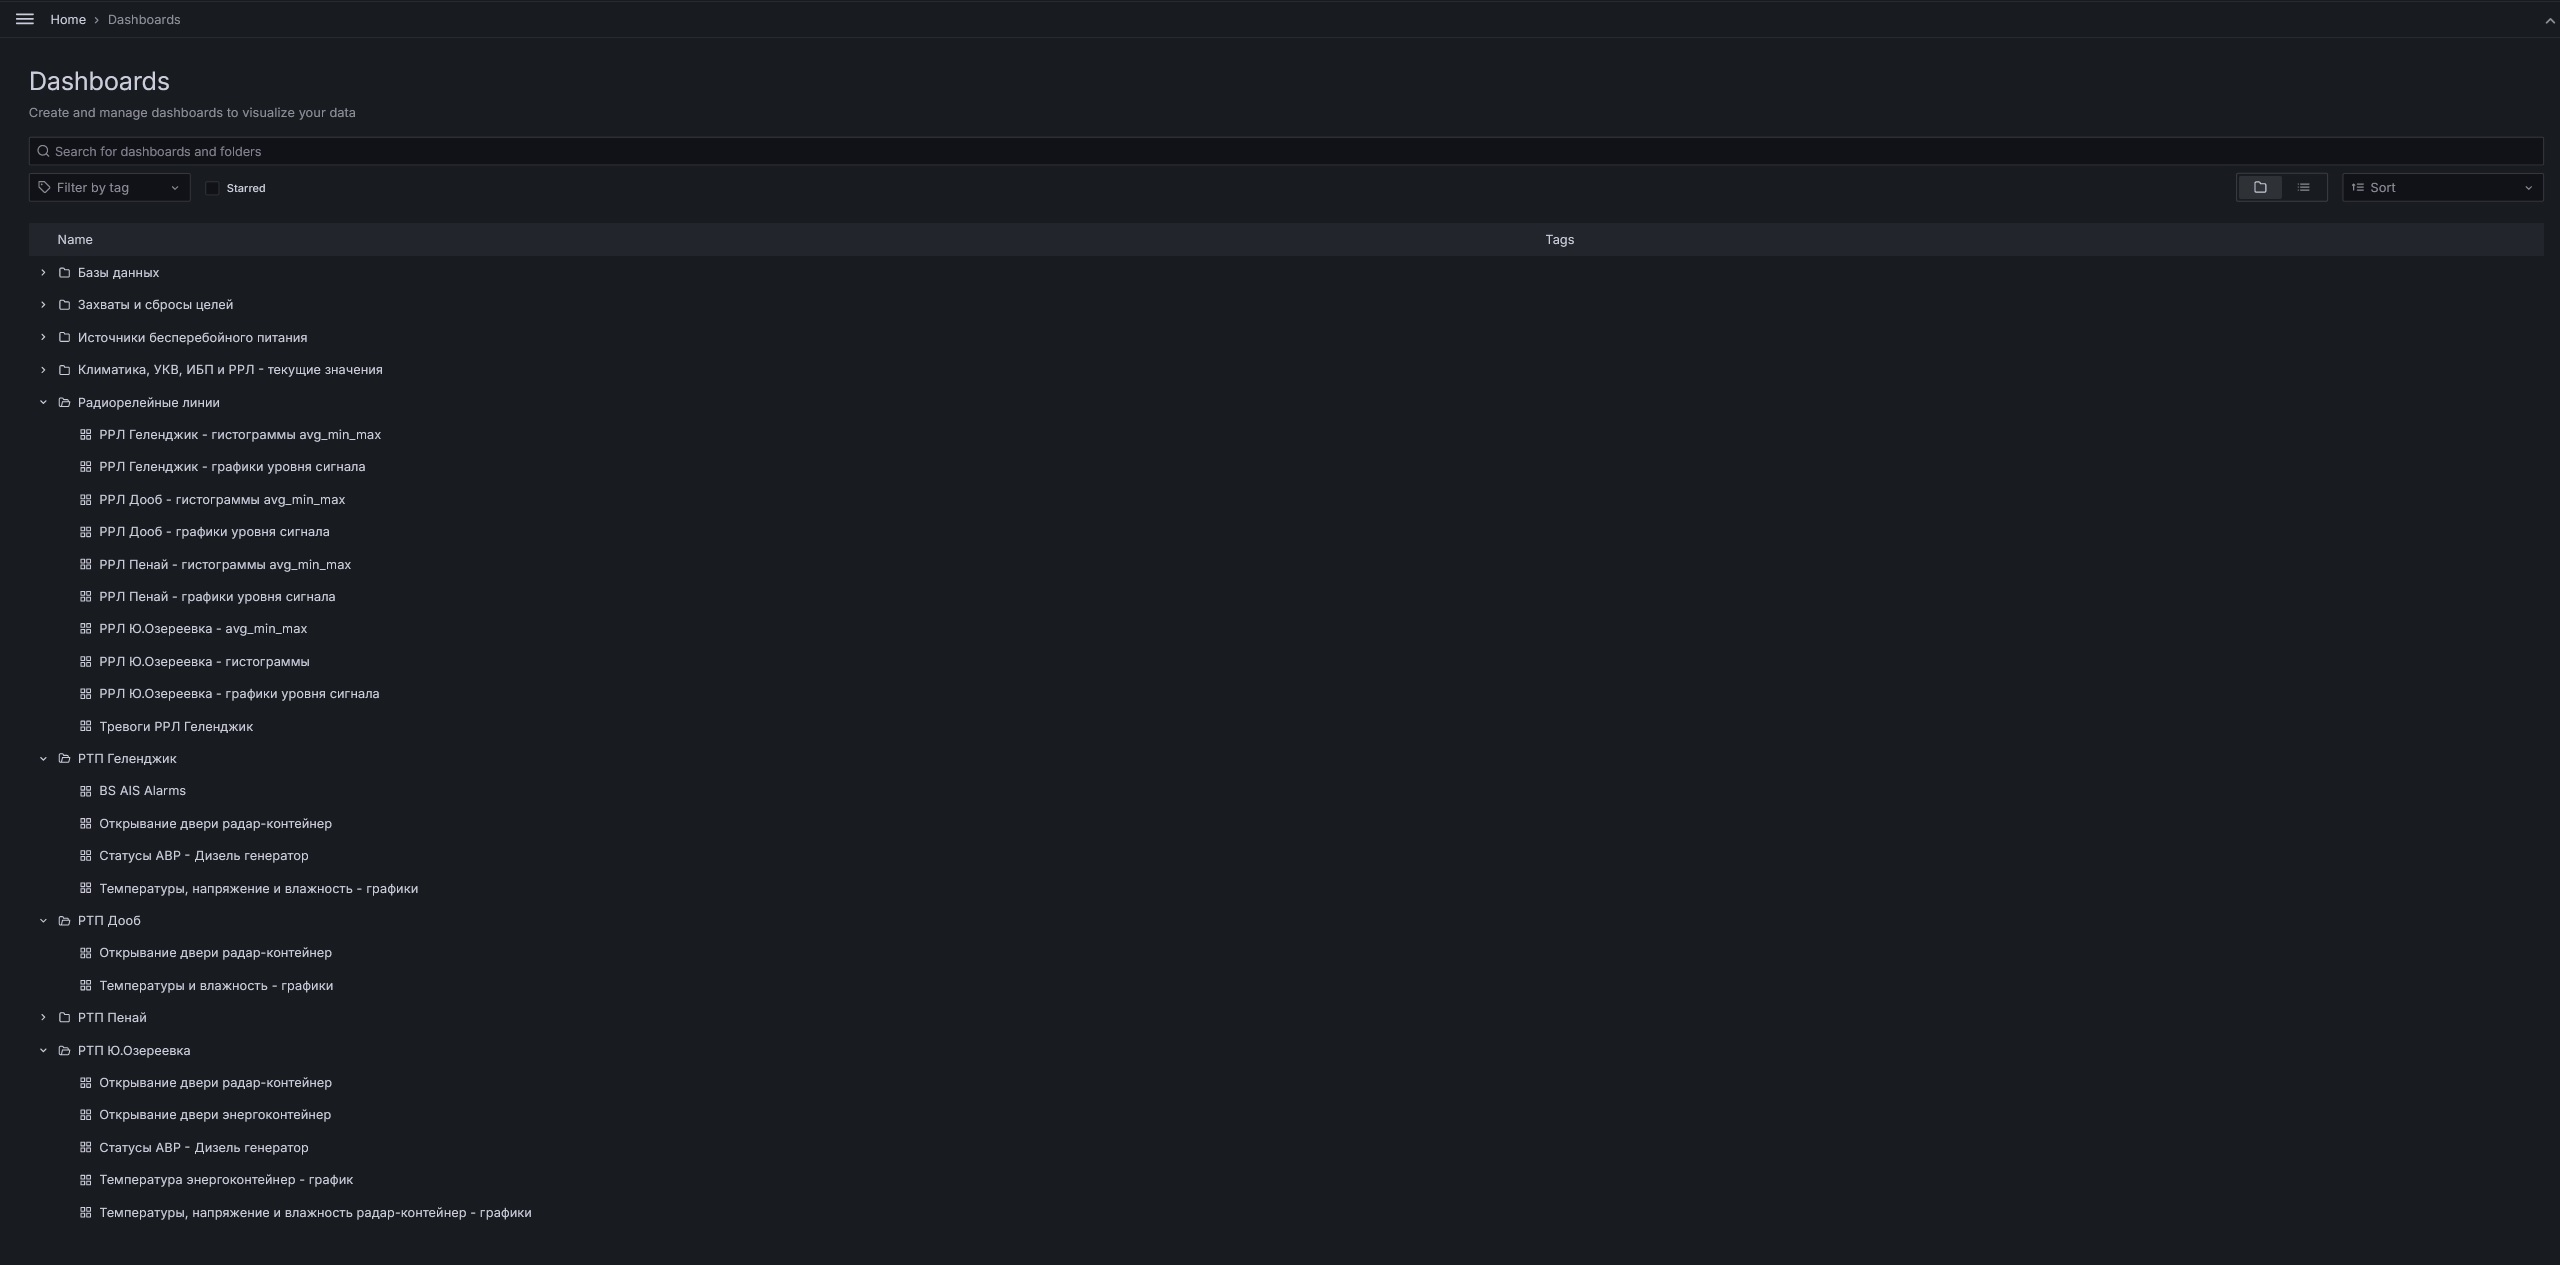 Home › Dashboards
Dashboards
Create and manage dashboards to visualize your data
Search for dashboards and folders
Filter by tag Starred Sort
Name Tags
Базы данных
Захваты и сбросы целей
Источники бесперебойного питания
Климатика, УКВ, ИБП и РРЛ - текущие значения
Радиорелейные линии
РРЛ Геленджик - гистограммы avg_min_max
РРЛ Геленджик - графики уровня сигнала
РРЛ Дооб - гистограммы avg_min_max
РРЛ Дооб - графики уровня сигнала
РРЛ Пенай - гистограммы avg_min_max
РРЛ Пенай - графики уровня сигнала
РРЛ Ю.Озереевка - avg_min_max
РРЛ Ю.Озереевка - гистограммы
РРЛ Ю.Озереевка - графики уровня сигнала
Тревоги РРЛ Геленджик
РТП Геленджик
BS AIS Alarms
Открывание двери радар-контейнер
Статусы АВР - Дизель генератор
Температуры, напряжение и влажность - графики
РТП Дооб
Открывание двери радар-контейнер
Температуры и влажность - графики
РТП Пенай
РТП Ю.Озереевка
Открывание двери радар-контейнер
Открывание двери энергоконтейнер
Статусы АВР - Дизель генератор
Температура энергоконтейнер - график
Температуры, напряжение и влажность радар-контейнер - графики